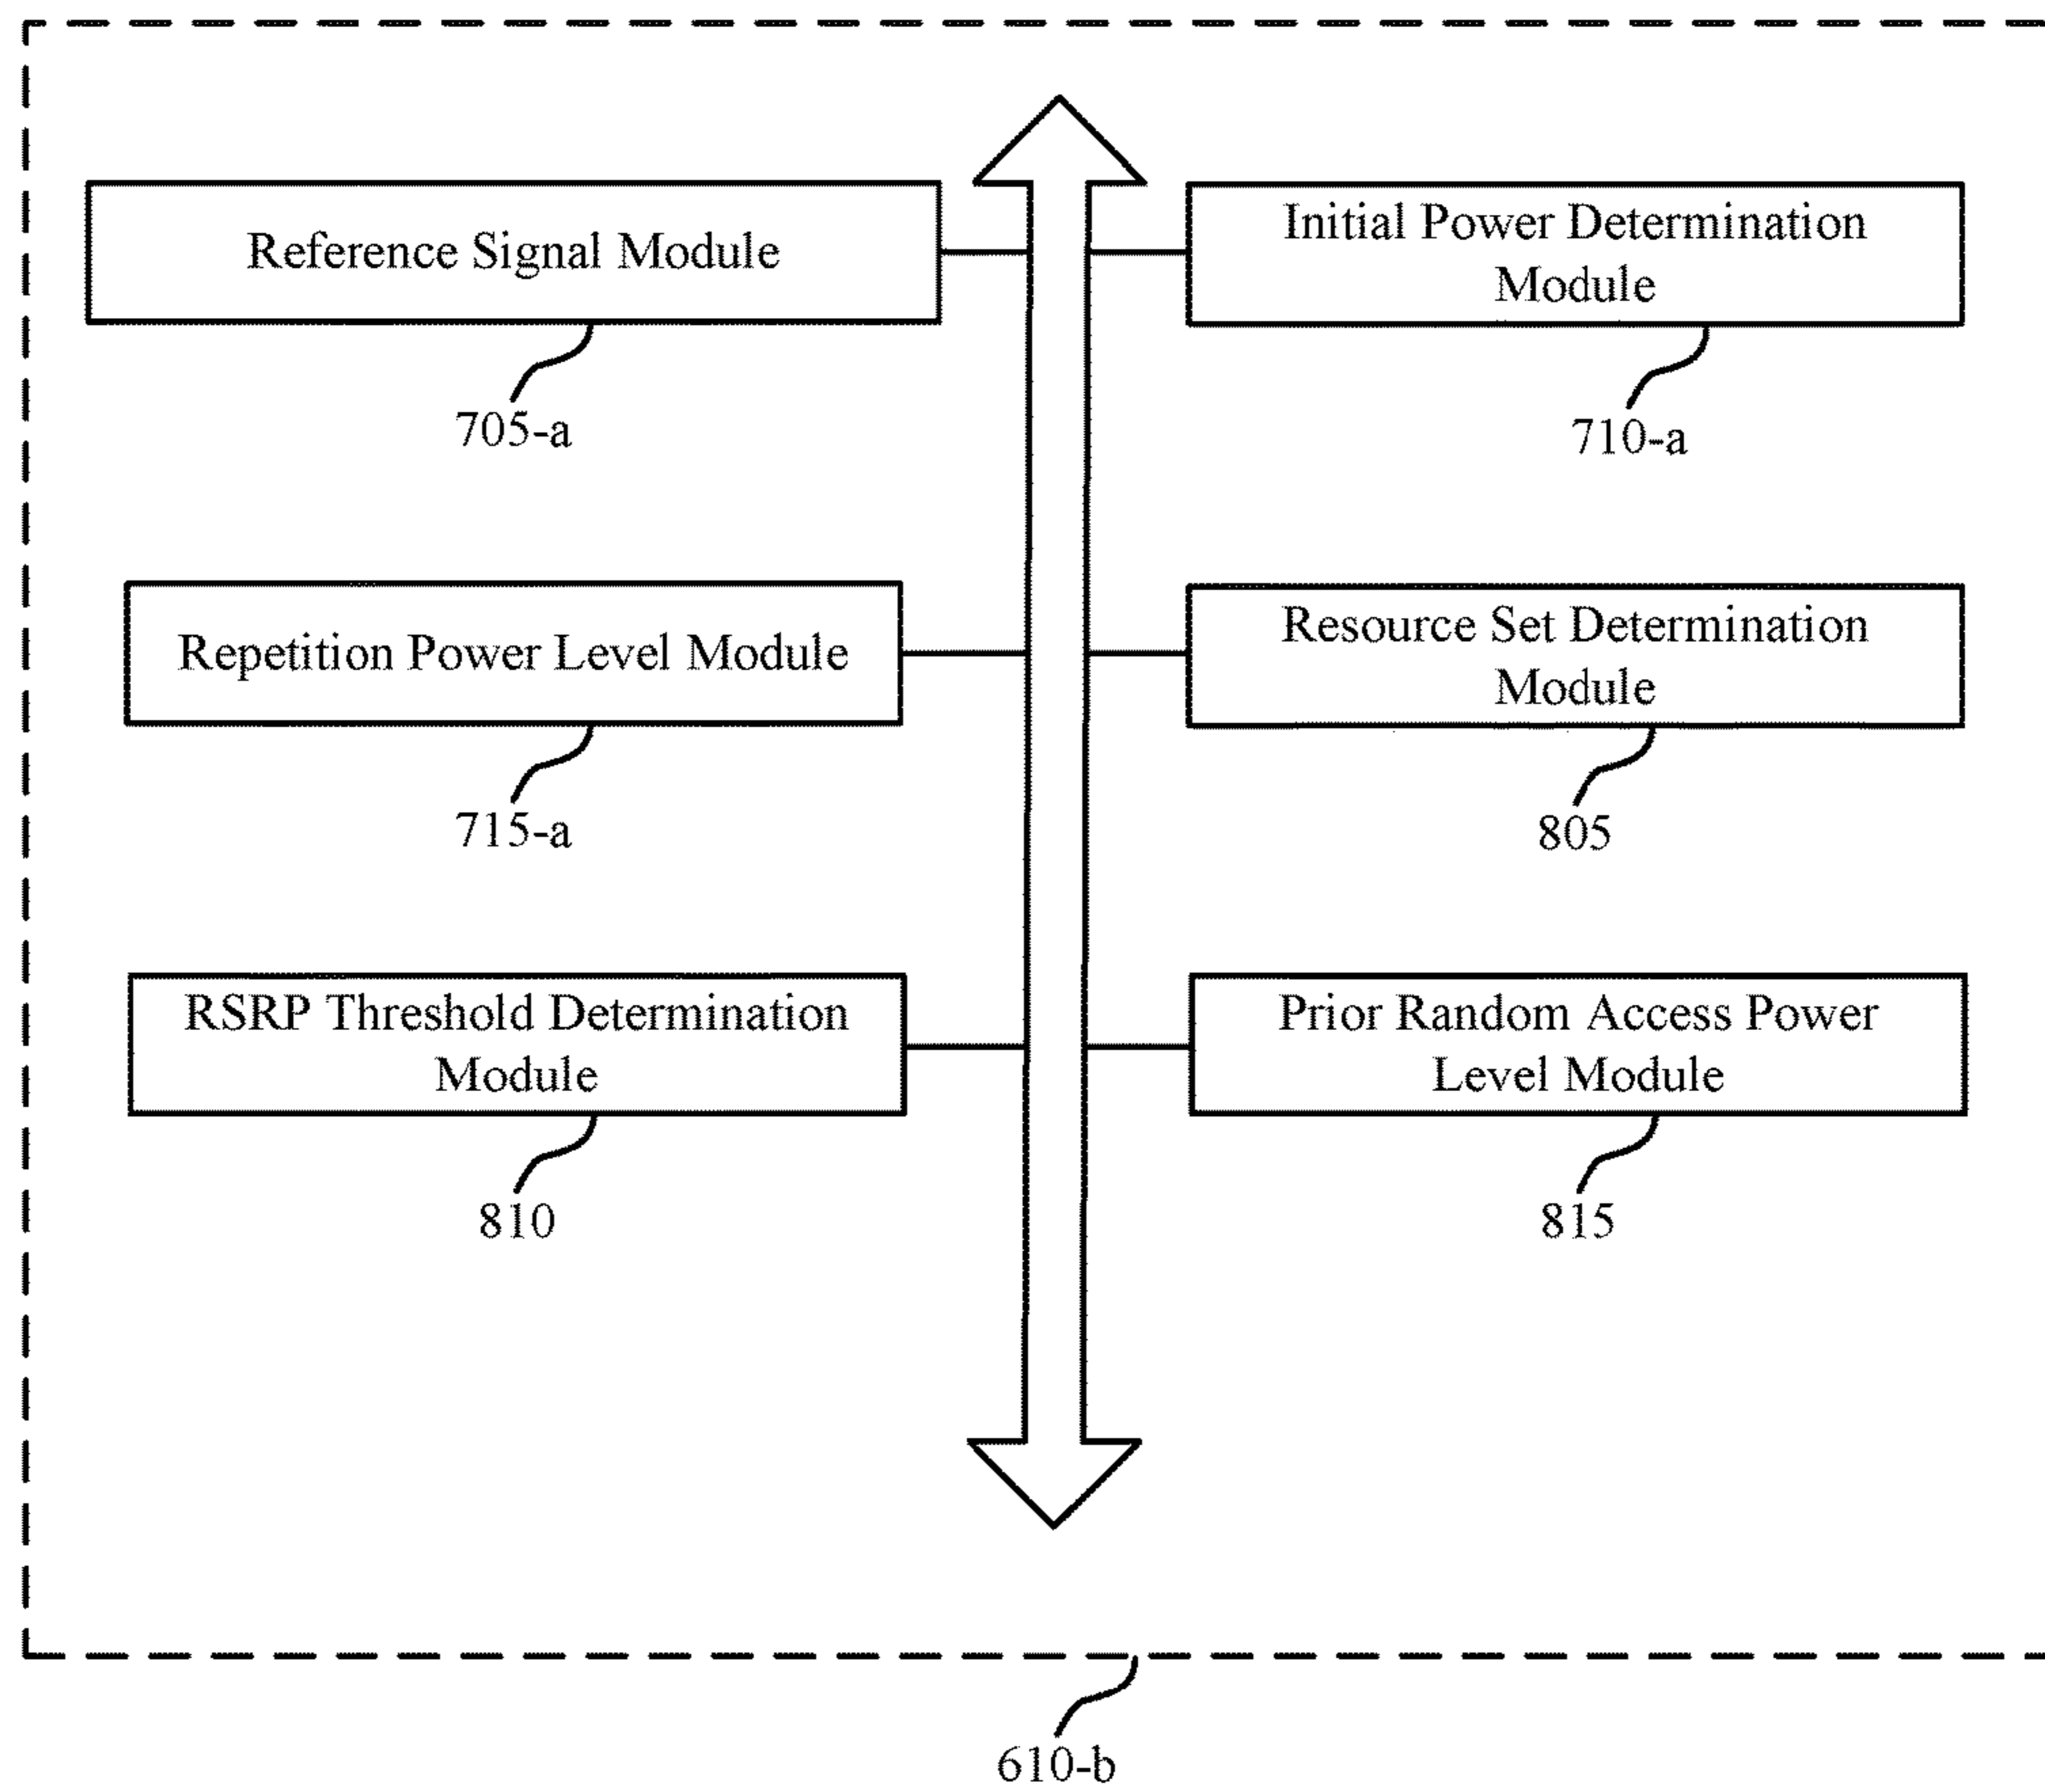 Reference Signal Module
705-a
Initial Power Determination
Module
710-a
Repetition Power Level Module
715-a
Resource Set Determination
Module
805
RSRP Threshold Determination
Module
810
Prior Random Access Power
Level Module
815
610-b